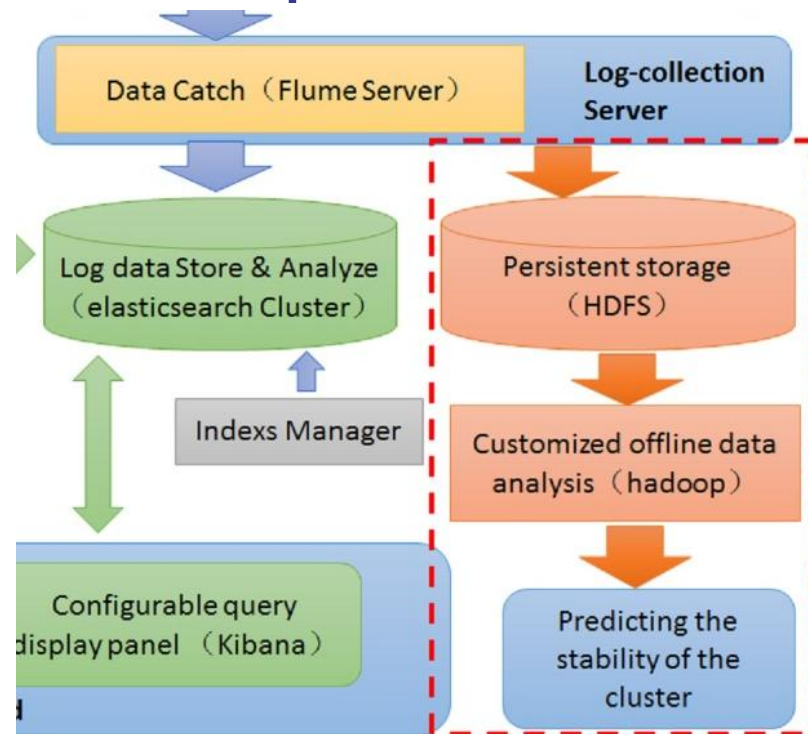 Data Catch（Flume Server）
Log-collection
Server
Log data Store & Analyze
（elasticsearch Cluster）
Persistent storage
（HDFS）
Indexs Manager
Customized offline data
analysis（hadoop）
Configurable query
display panel （Kibana）
Predicting the
stability of the
cluster